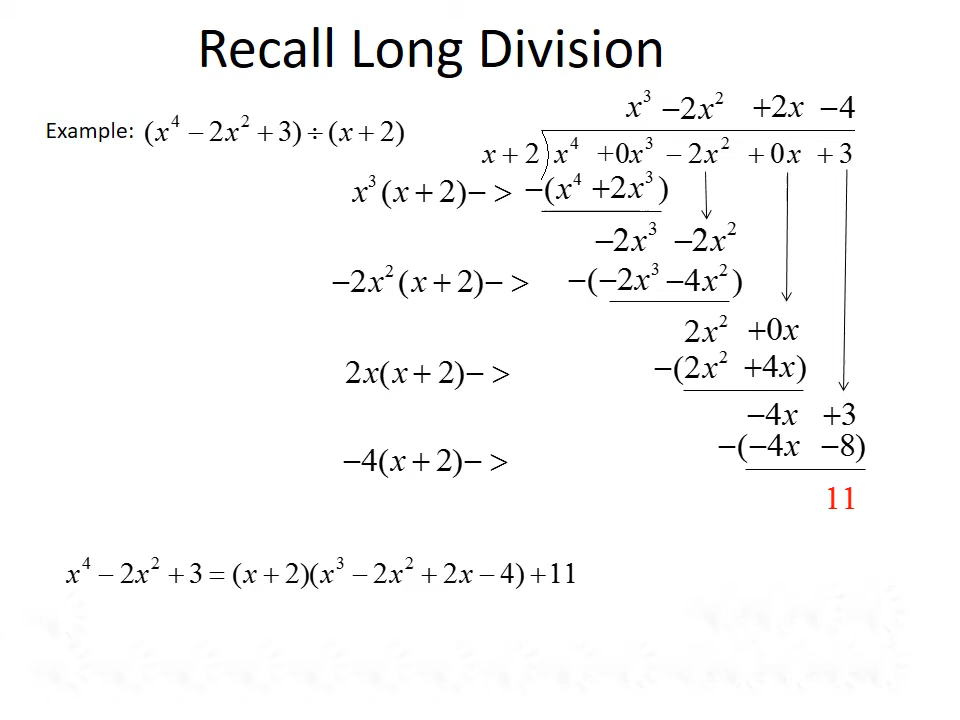 Recall Long Division
x³ −2x² +2x −4
Example: (x⁴ − 2x² + 3) ÷ (x + 2)
x + 2)x⁴ +0x³ − 2x² + 0x + 3
x³(x + 2)− > −(x⁴ +2x³)
−2x³ −2x²
−2x²(x + 2)− > −(−2x³ −4x²)
2x² +0x
2x(x + 2)− > −(2x² +4x)
−4x +3
−4(x + 2)− > −(−4x −8)
11
x⁴ − 2x² + 3 = (x + 2)(x³ − 2x² + 2x − 4) + 11